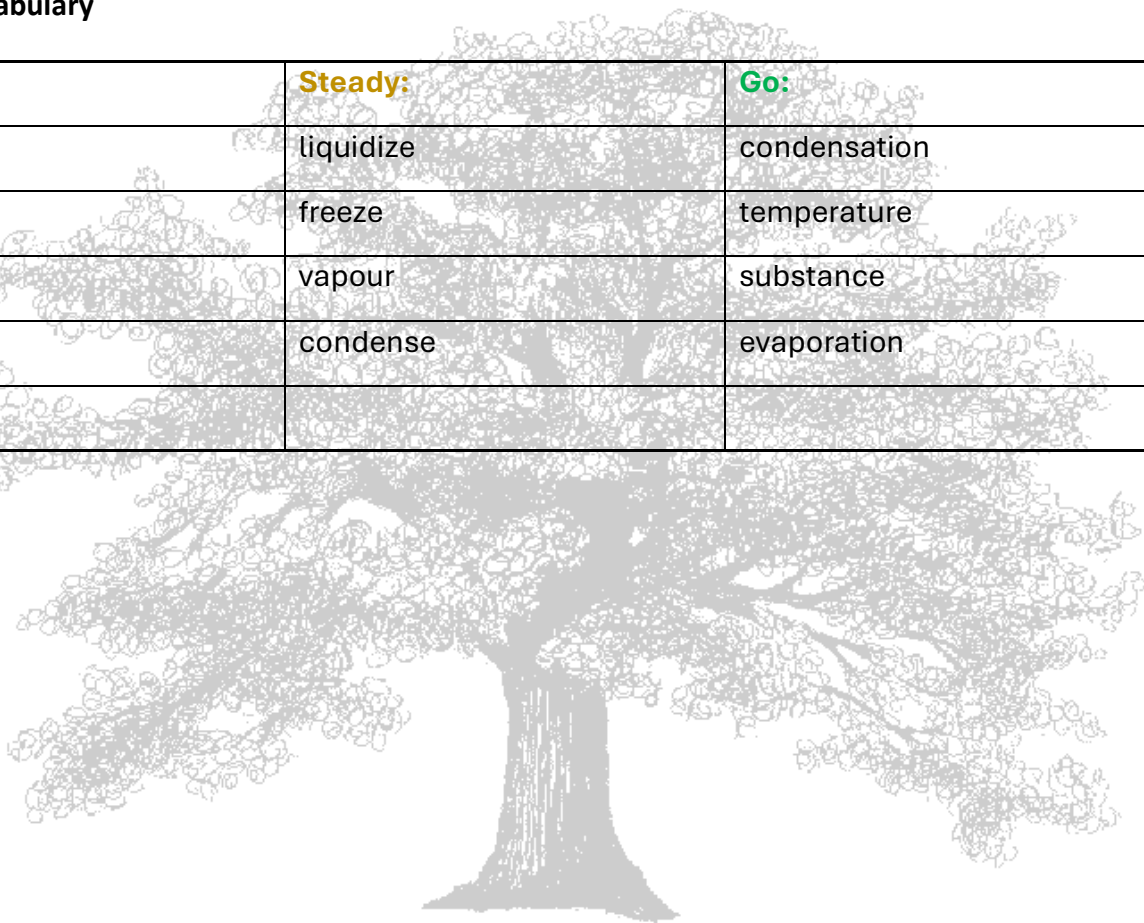 abulary
Steady: Go:
liquidize condensation
freeze temperature
vapour substance
condense evaporation